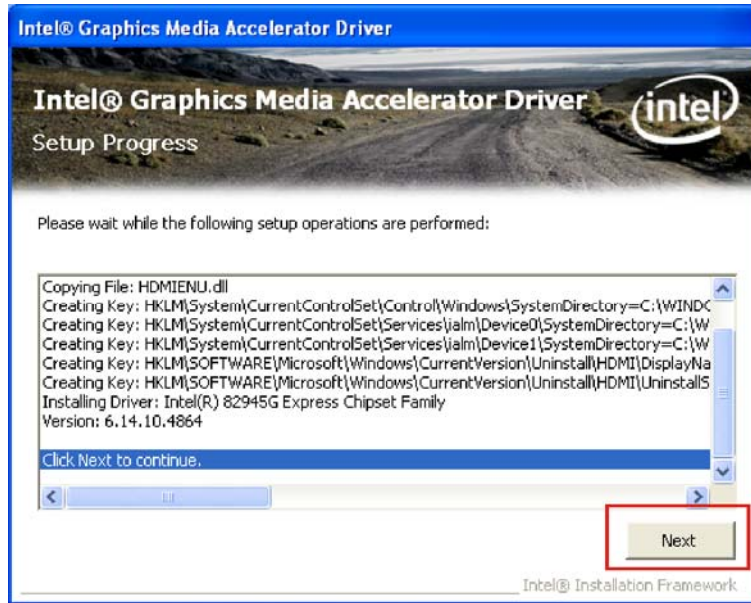 Intel® Graphics Media Accelerator Driver
Intel® Graphics Media Accelerator Driver
intel
Setup Progress
Please wait while the following setup operations are performed:
Copying File: HDMIENU.dll
Creating Key: HKLM\System\CurrentControlSet\Control\Windows\SystemDirectory=C:\WINDO
Creating Key: HKLM\System\CurrentControlSet\Services\ialm\Device0\SystemDirectory=C:\W
Creating Key: HKLM\System\CurrentControlSet\Services\ialm\Device1\SystemDirectory=C:\W
Creating Key: HKLM\SOFTWARE\Microsoft\Windows\CurrentVersion\Uninstall\HDMI\DisplayNa
Creating Key: HKLM\SOFTWARE\Microsoft\Windows\CurrentVersion\Uninstall\HDMI\UninstallS
Installing Driver: Intel(R) 82945G Express Chipset Family
Version: 6.14.10.4864
Click Next to continue.
Next
Intel® Installation Framework